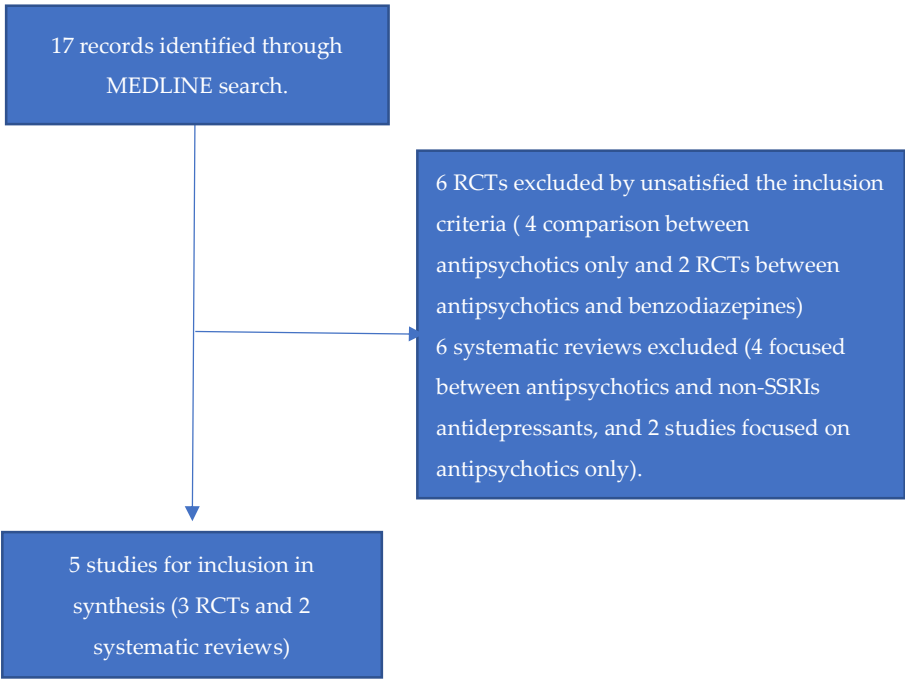 17 records identified through
MEDLINE search.
6 RCTs excluded by unsatisfied the inclusion
criteria ( 4 comparison between
antipsychotics only and 2 RCTs between
antipsychotics and benzodiazepines)
6 systematic reviews excluded (4 focused
between antipsychotics and non-SSRIs
antidepressants, and 2 studies focused on
antipsychotics only).
5 studies for inclusion in
synthesis (3 RCTs and 2
systematic reviews)